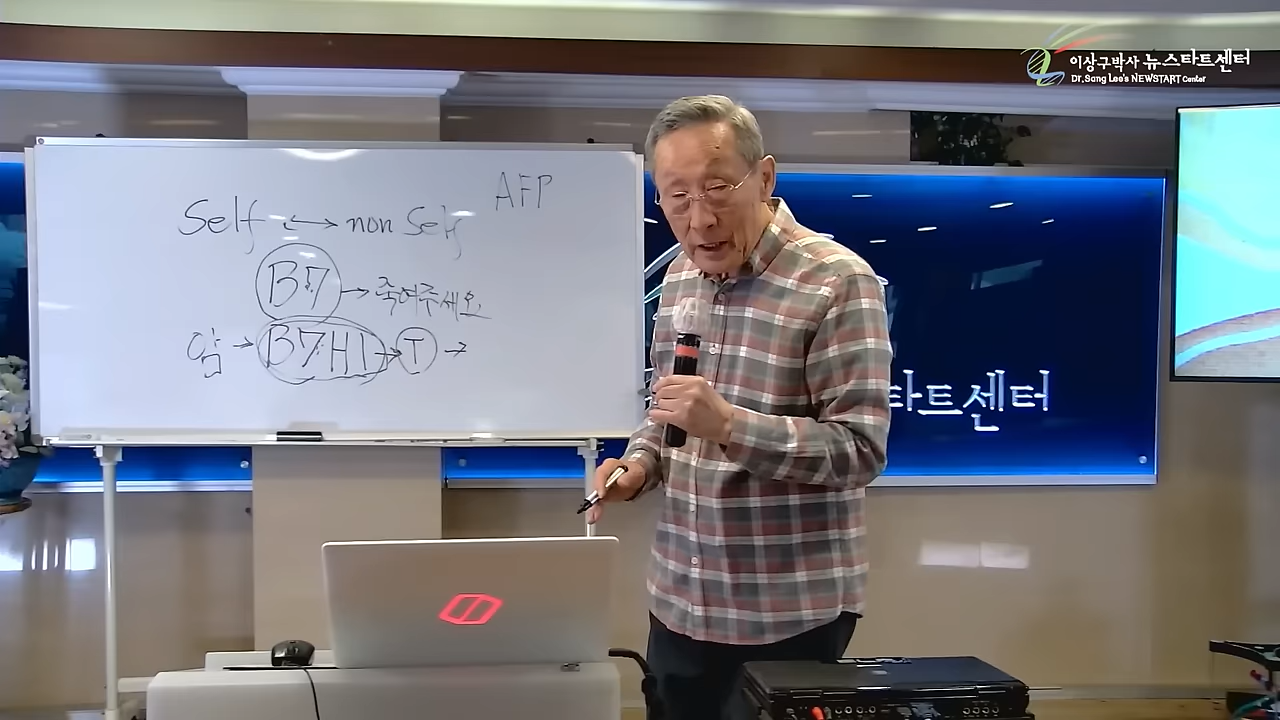 이상구박사 뉴스타트센터
Dr.Sang Lee's NEWSTART Center
AFP
Self ↔ non Self
B7 → 죽여주세요
암 → B7H1 → T →
타트센터